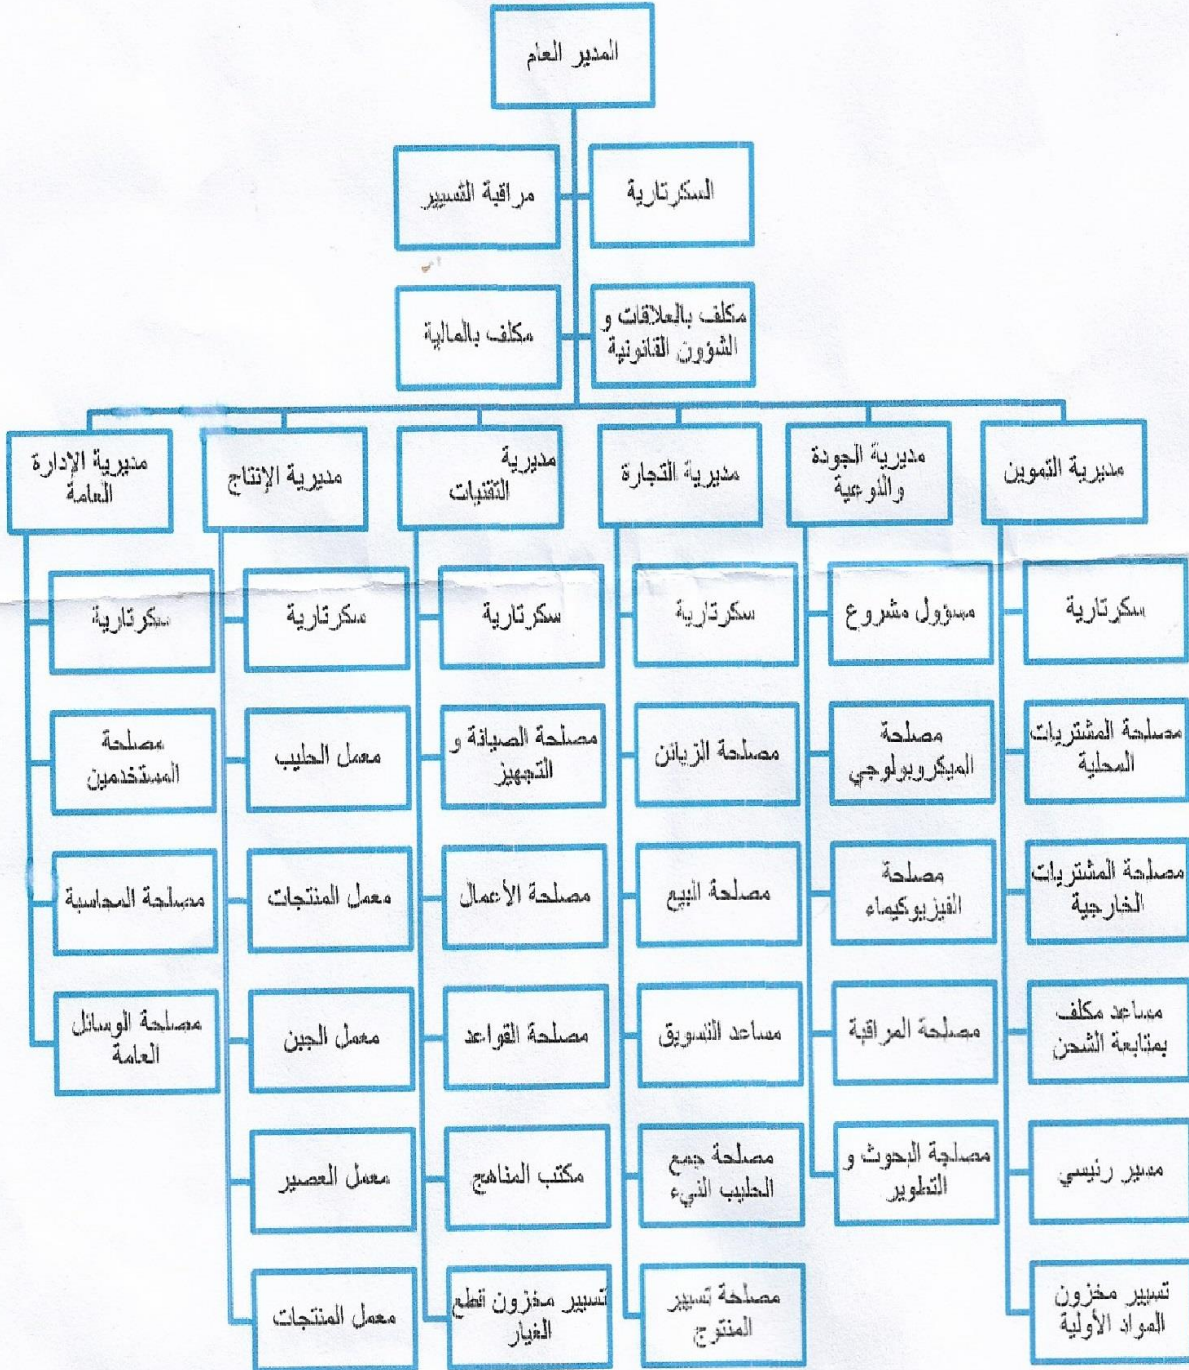 المدير العام
السكرتارية
مراقبة التسيير
مكلف بالعلاقات و
الشؤون القانونية
مكلف بالمالية
مديرية التموين
مديرية الجودة
والنوعية
مديرية التجارة
مديرية
التقنيات
مديرية الإنتاج
مديرية الإدارة
العامة
سكرتارية
مسؤول مشروع
سكرتارية
سكرتارية
سكرتارية
سكرتارية
مصلحة المشتريات
المحلية
مصلحة
الميكروبولوجي
مصلحة الزبائن
مصلحة الصيانة و
التجهيز
معمل الحليب
مصلحة
المستخدمين
مصلحة المشتريات
الخارجية
مصلحة
الفيزيوكيماء
مصلحة البيع
مصلحة الأعمال
معمل المنتجات
مصلحة المحاسبة
مساعد مكلف
بمتابعة الشحن
مصلحة المراقبة
مساعد التسويق
مصلحة القواعد
معمل الجبن
مصلحة الوسائل
العامة
مسير رئيسي
مصلجة البحوث و
التطوير
مصلحة جمع
الحليب النيء
مكتب المناهج
معمل العصير
تسيير مخزون
المواد الأولية
مصلحة تسيير
المنتوج
تسيير مخزون قطع
الغيار
معمل المنتجات